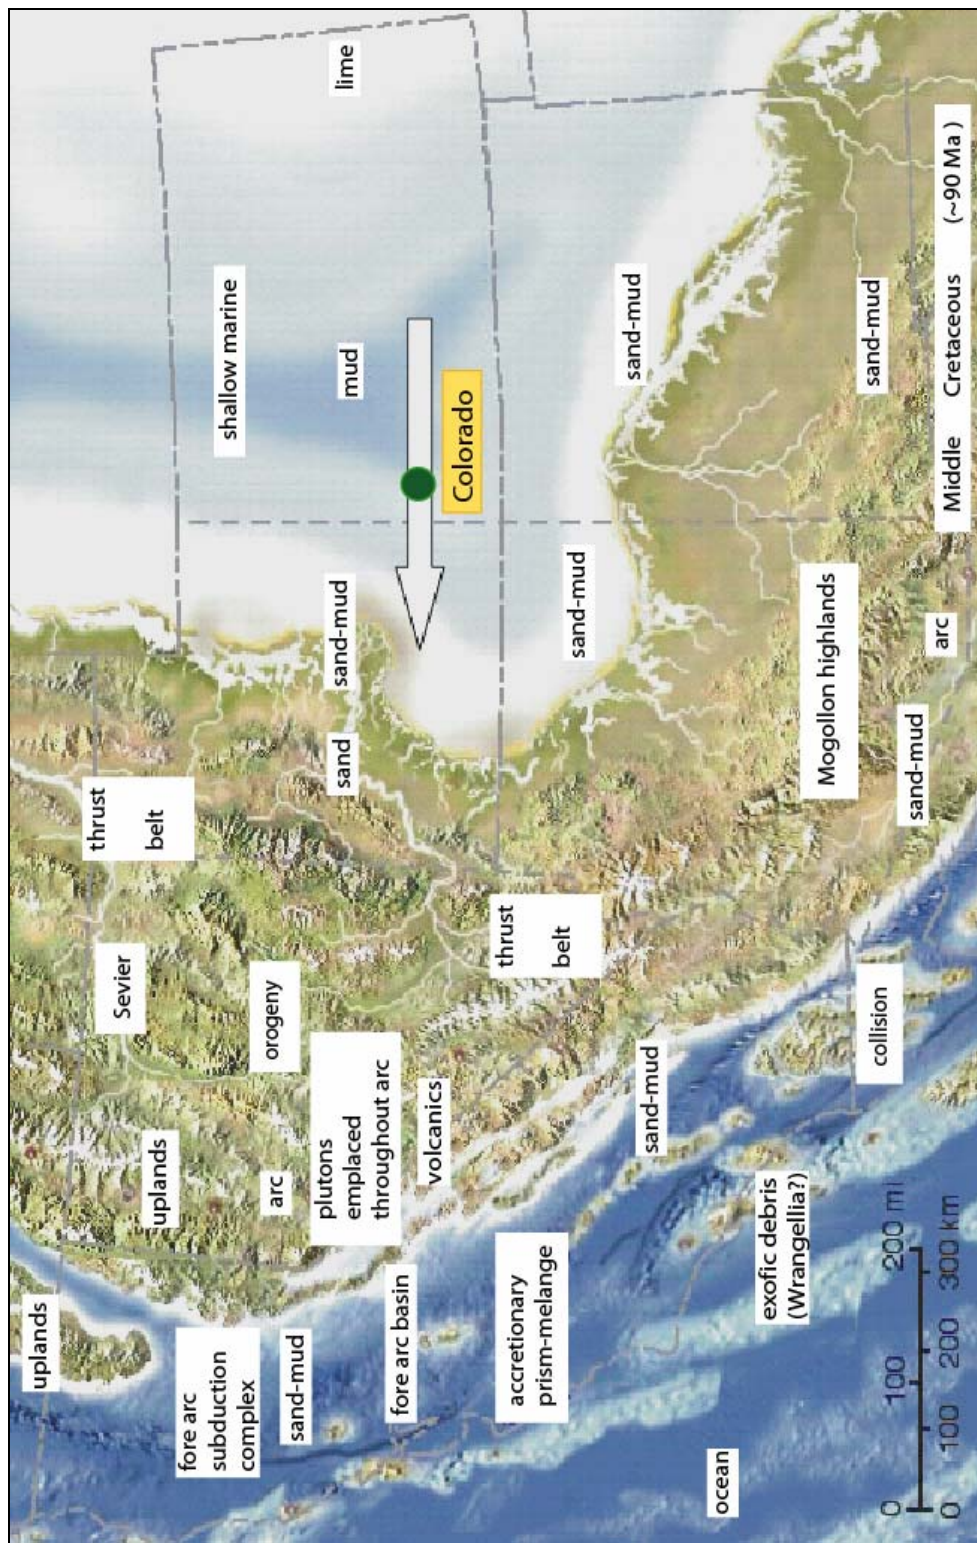 uplands
thrust
belt
Sevier
uplands
fore arc
subduction
complex
shallow marine
orogeny
arc
sand-mud
plutons
emplaced
throughout arc
sand
sand-mud
mud
lime
fore arc basin
volcanics
Colorado
accretionary
prism-melange
thrust
belt
sand-mud
sand-mud
sand-mud
ocean
exofic debris
(Wrangellia?)
Mogollon highlands
sand-mud
collision
sand-mud
arc
0 100 200 mi
0 100 200 300 km
Middle Cretaceous (~90 Ma )